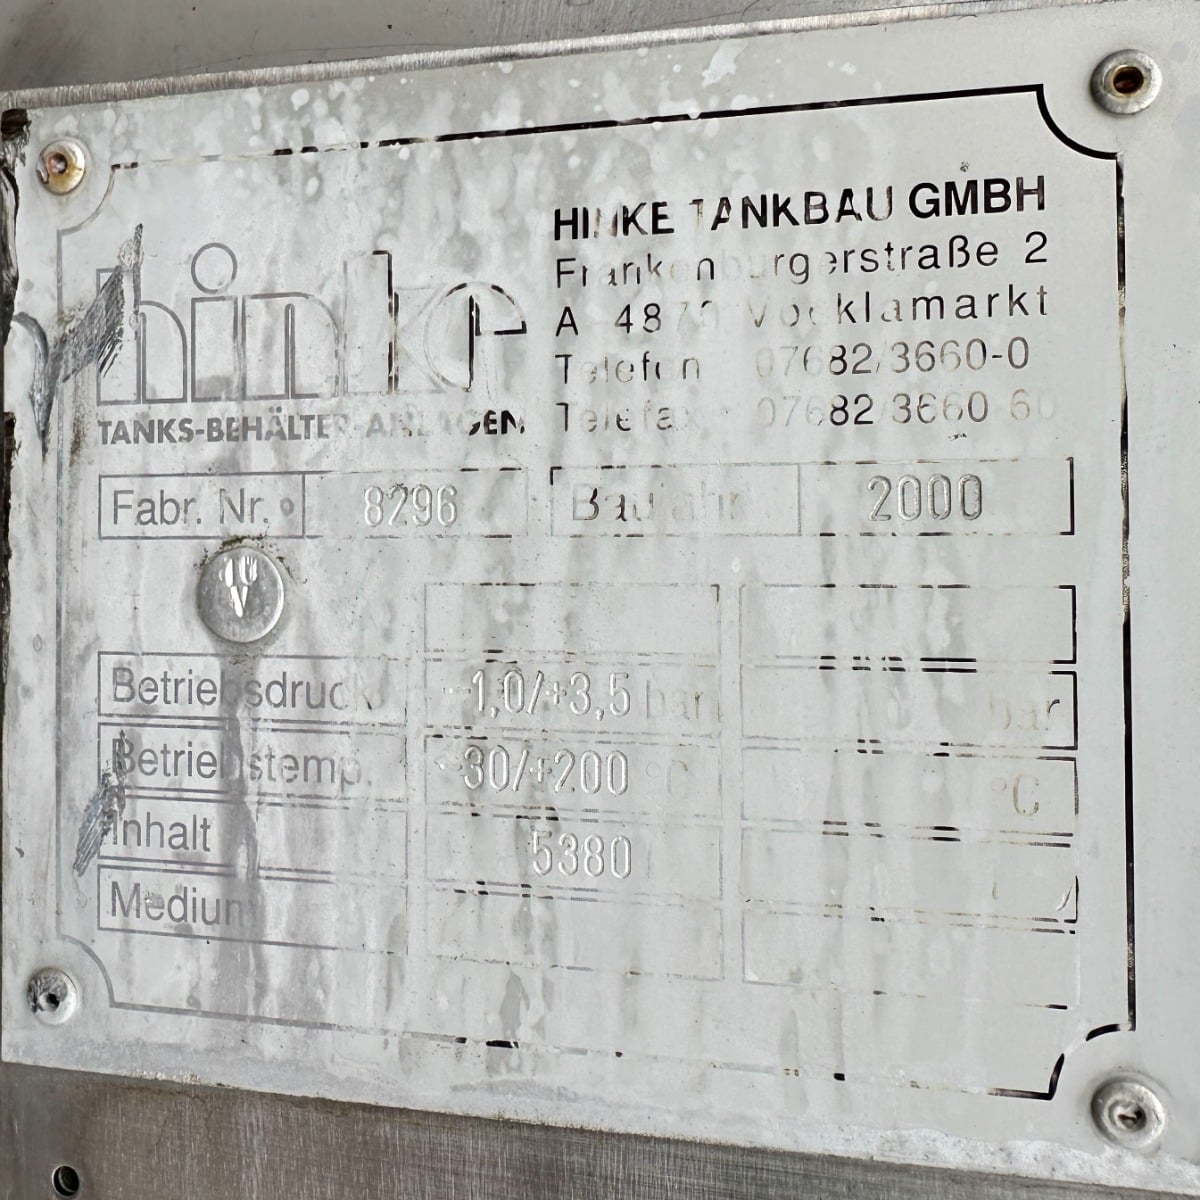 hinke
TANKS-BEHÄLTER-ANLAGEN
HINKE TANKBAU GMBH
Frankenburgerstraße 2
A 4870 Vöcklamarkt
Telefon 07682/3660-0
Telefax 07682/3660 60
Fabr. Nr. 8296 Baujahr 2000
Betriebsdruck -1,0/+3,5 bar bar
Betriebstemp. -30/+200 °C °C
Inhalt 5380 l
Medium